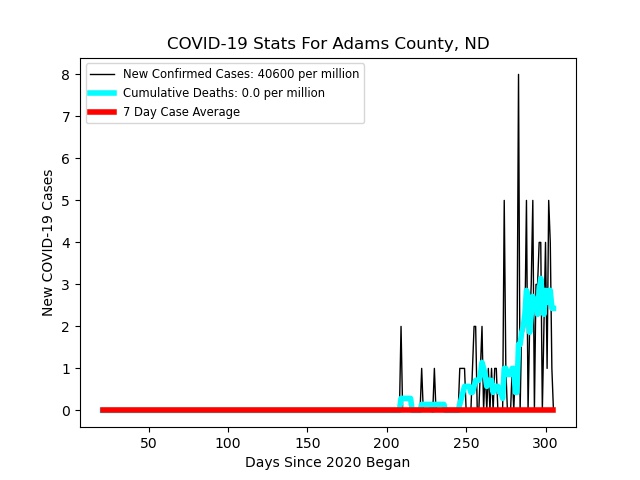 COVID-19 Stats For Adams County, ND
New Confirmed Cases: 40600 per million
Cumulative Deaths: 0.0 per million
7 Day Case Average
8
7
6
5
4
3
2
1
0
New COVID-19 Cases
50 100 150 200 250 300
Days Since 2020 Began